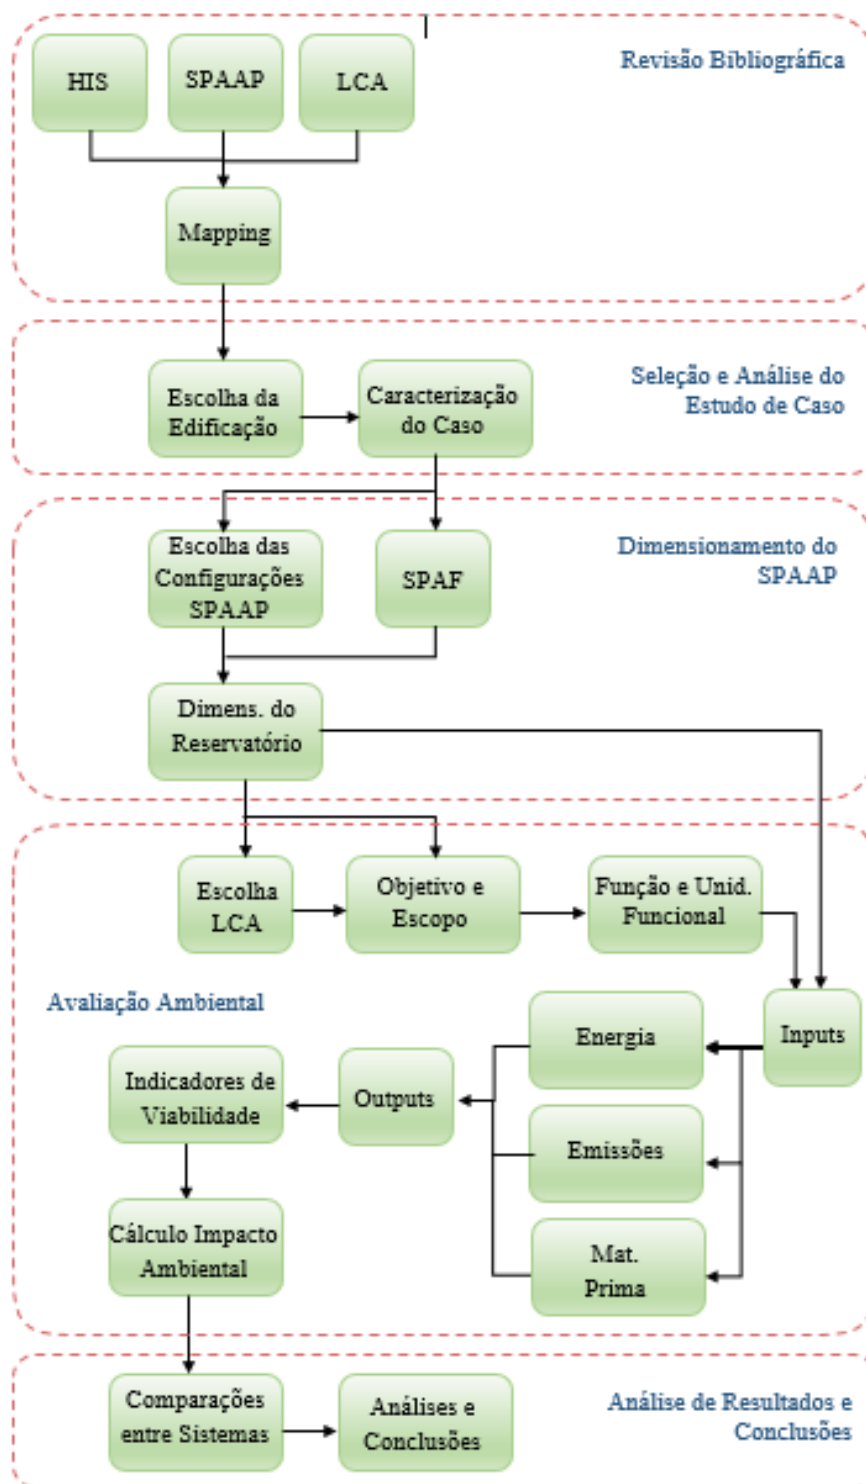 Revisão Bibliográfica
HIS
SPAAP
LCA
Mapping
Seleção e Análise do
Estudo de Caso
Escolha da
Edificação
Caracterização
do Caso
Dimensionamento do
SPAAP
Escolha das
Configurações
SPAAP
SPAF
Dimens. do
Reservatório
Escolha
LCA
Objetivo e
Escopo
Função e Unid.
Funcional
Avaliação Ambiental
Inputs
Energia
Emissões
Mat.
Prima
Outputs
Indicadores de
Viabilidade
Cálculo Impacto
Ambiental
Comparações
entre Sistemas
Análises e
Conclusões
Análise de Resultados e
Conclusões